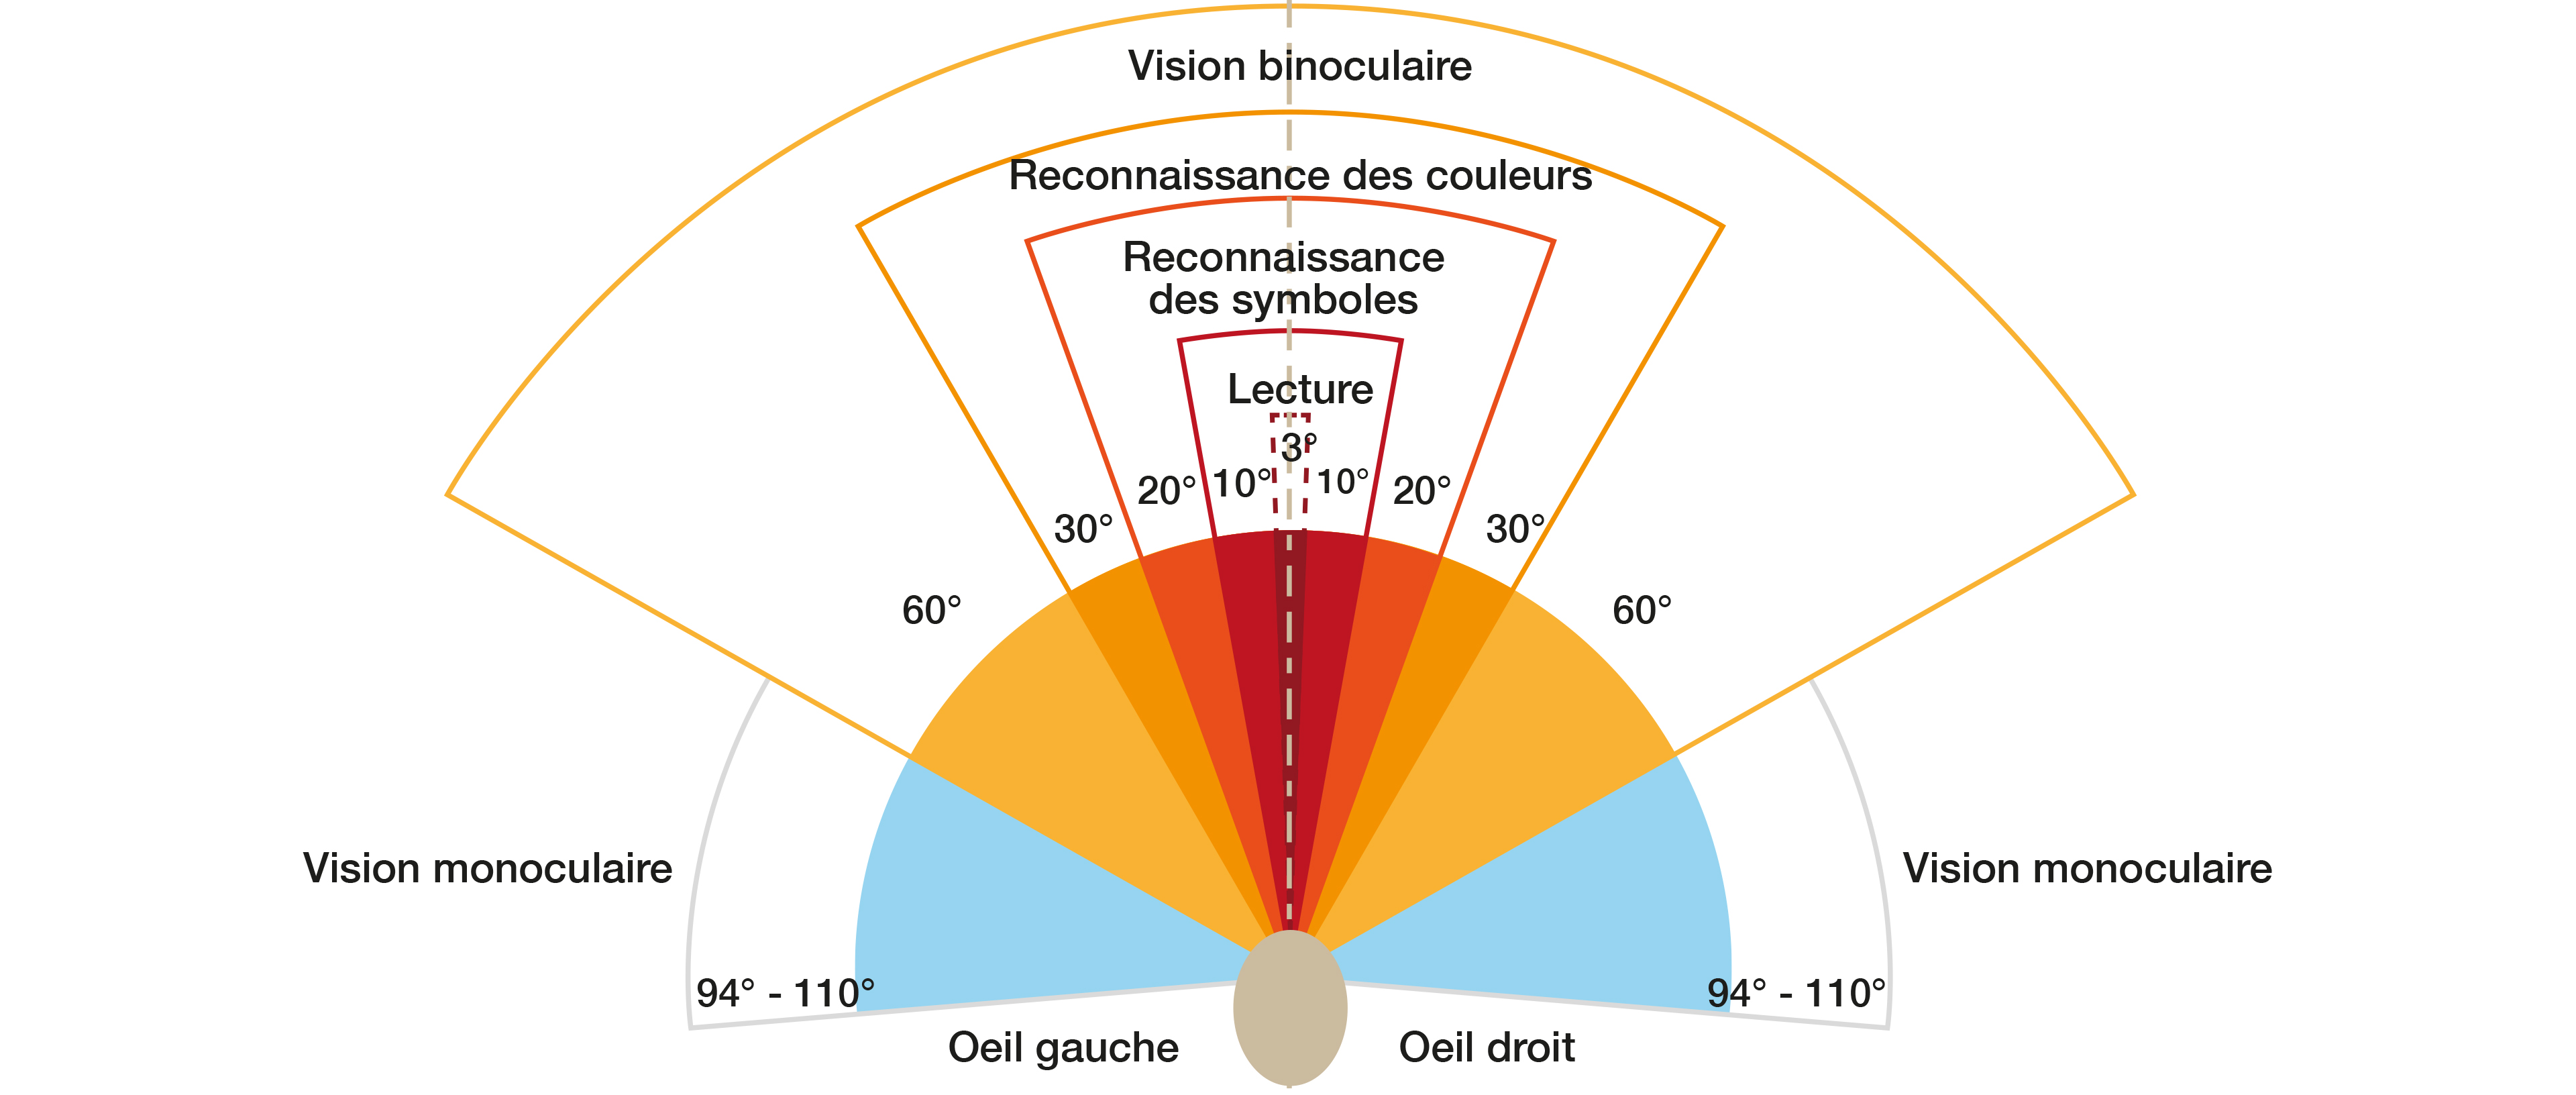 Vision binoculaire
Reconnaissance des couleurs
Reconnaissance
des symboles
Lecture
3°
20° 10° 10° 20°
30° 30°
60° 60°
Vision monoculaire Vision monoculaire
94° - 110° 94° - 110°
Oeil gauche Oeil droit